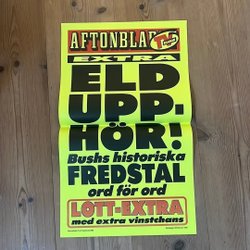 AFTONBLADET
EXTRA
ELD
UPP-
HÖR!
Bushs historiska
FREDSTAL
ord för ord
LOTT-EXTRA
med extra vinstchans